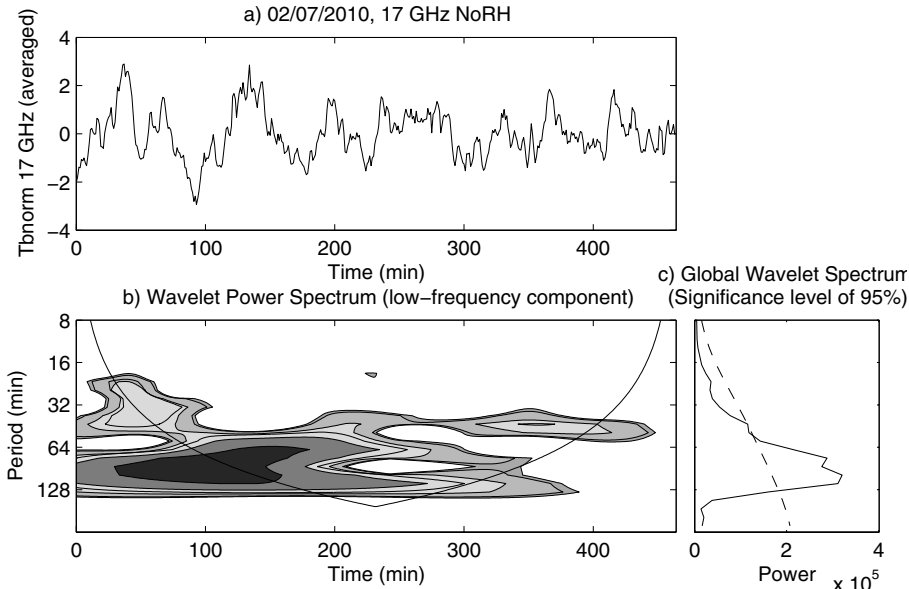 a) 02/07/2010, 17 GHz NoRH
Tbnorm 17 GHz (averaged)
4
2
0
−2
−4
0 100 200 300 400
Time (min)
b) Wavelet Power Spectrum (low−frequency component)
Period (min)
8
16
32
64
128
0 100 200 300 400
Time (min)
c) Global Wavelet Spectrum
(Significance level of 95%)
0 2 4
Power
x 10^5